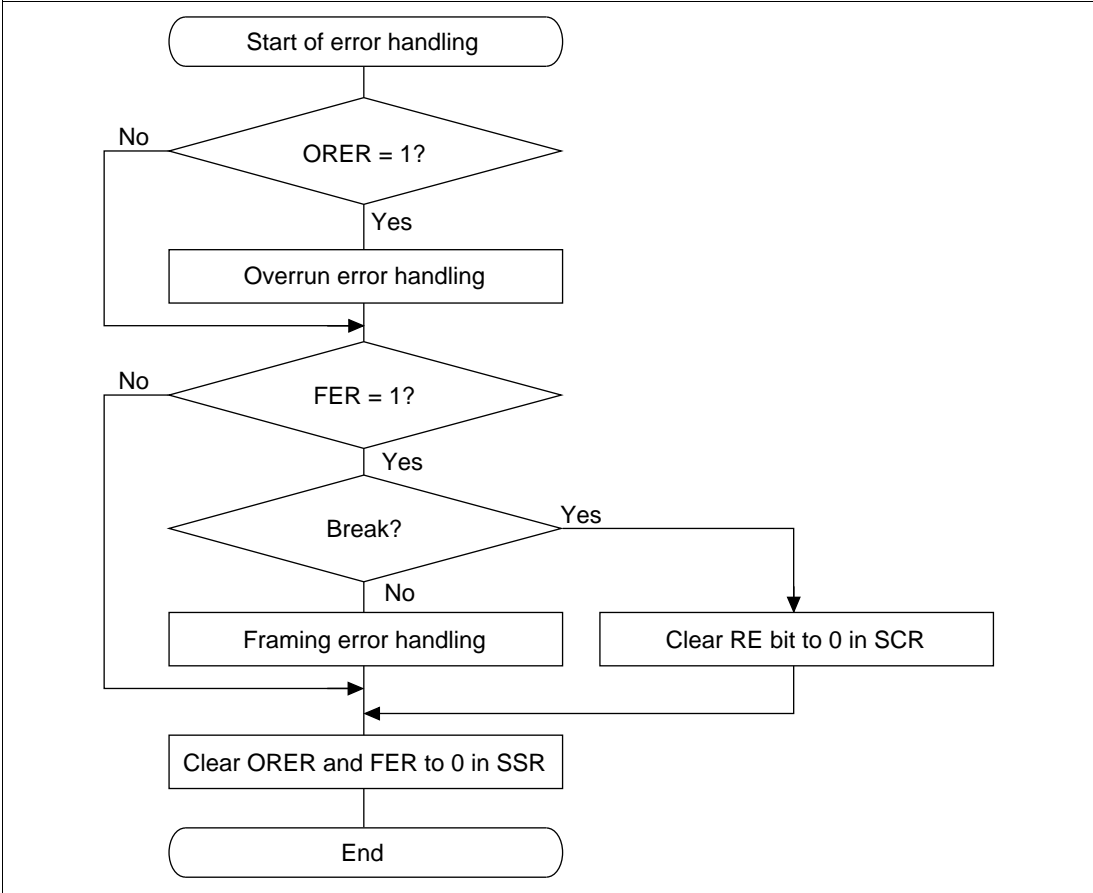 Start of error handling
No
ORER = 1?
Yes
Overrun error handling
No
FER = 1?
Yes
Break?
Yes
No
Framing error handling
Clear RE bit to 0 in SCR
Clear ORER and FER to 0 in SSR
End